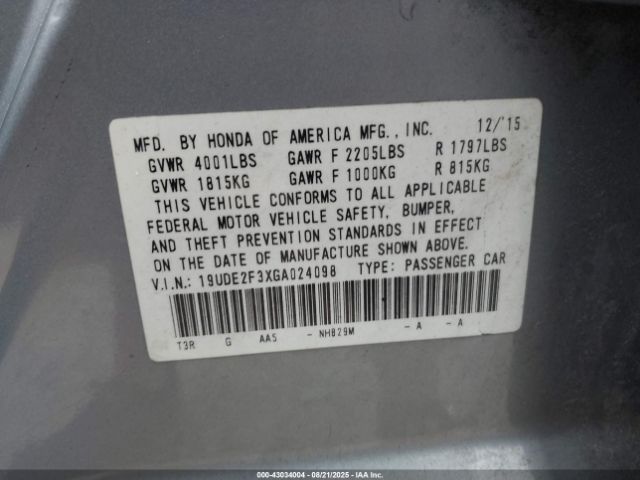 MFD. BY HONDA OF AMERICA MFG., INC. 12/'15
GVWR 4001LBS GAWR F 2205LBS R 1797LBS
GVWR 1815KG GAWR F 1000KG R 815KG
THIS VEHICLE CONFORMS TO ALL APPLICABLE
FEDERAL MOTOR VEHICLE SAFETY, BUMPER,
AND THEFT PREVENTION STANDARDS IN EFFECT
ON THE DATE OF MANUFACTURE SHOWN ABOVE.
V.I.N.: 19UDE2F3XGA024098 TYPE: PASSENGER CAR
T3R G AA5 - NH829M - A - A
000-43034004 - 08/21/2025 - IAA Inc.